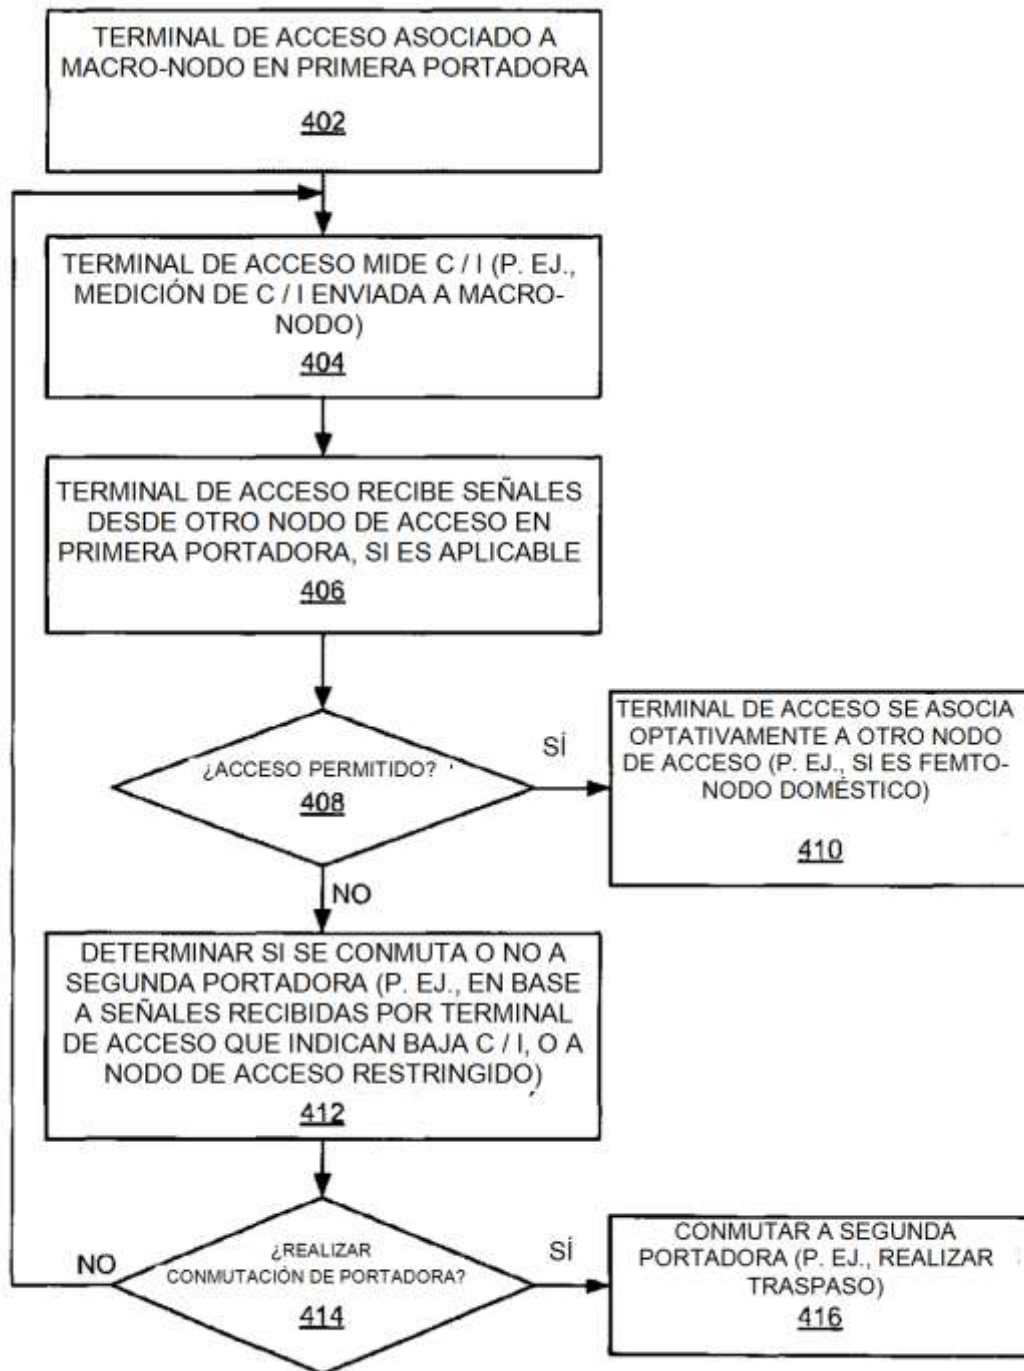 TERMINAL DE ACCESO ASOCIADO A
MACRO-NODO EN PRIMERA PORTADORA
402
TERMINAL DE ACCESO MIDE C / I (P. EJ.,
MEDICIÓN DE C / I ENVIADA A MACRO-
NODO)
404
TERMINAL DE ACCESO RECIBE SEÑALES
DESDE OTRO NODO DE ACCESO EN
PRIMERA PORTADORA, SI ES APLICABLE
406
¿ACCESO PERMITIDO?
408
SÍ
TERMINAL DE ACCESO SE ASOCIA
OPTATIVAMENTE A OTRO NODO
DE ACCESO (P. EJ., SI ES FEMTO-
NODO DOMÉSTICO)
410
NO
DETERMINAR SI SE CONMUTA O NO A
SEGUNDA PORTADORA (P. EJ., EN BASE
A SEÑALES RECIBIDAS POR TERMINAL
DE ACCESO QUE INDICAN BAJA C / I, O A
NODO DE ACCESO RESTRINGIDO)
412
¿REALIZAR
CONMUTACIÓN DE PORTADORA?
414
NO
SÍ
CONMUTAR A SEGUNDA
PORTADORA (P. EJ., REALIZAR
TRASPASO)
416